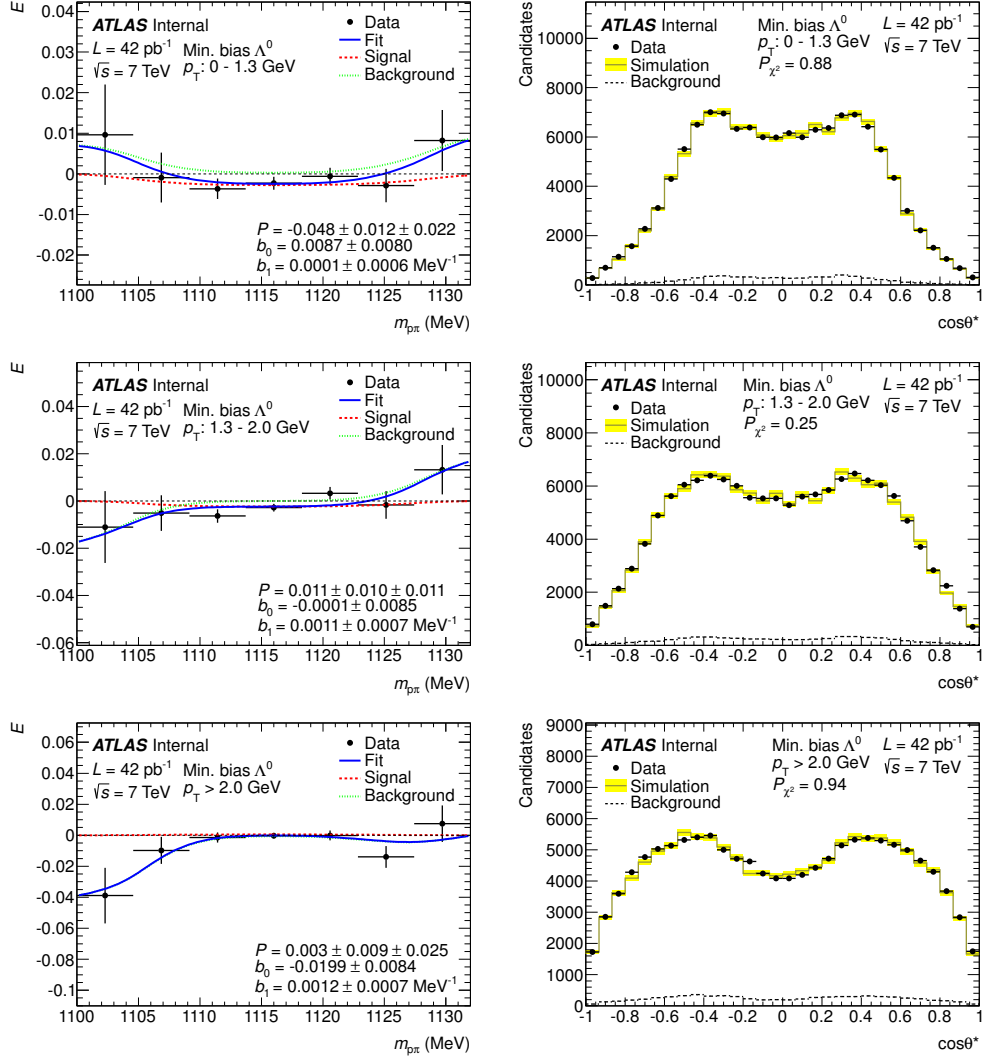 E
0.04
0.02
0.01
0
-0.01
-0.02
ATLAS Internal
L = 42 pb-1
√s = 7 TeV
Min. bias Λ0
pT: 0 - 1.3 GeV
Data
Fit
Signal
Background
P = -0.048 ± 0.012 ± 0.022
b0 = 0.0087 ± 0.0080
b1 = 0.0001 ± 0.0006 MeV-1
1100 1105 1110 1115 1120 1125 1130
mpπ (MeV)
Candidates
10000
8000
6000
4000
2000
0
ATLAS Internal
Data
Simulation
Background
Min. bias Λ0
pT: 0 - 1.3 GeV
Pχ2 = 0.88
L = 42 pb-1
√s = 7 TeV
-1 -0.8 -0.6 -0.4 -0.2 0 0.2 0.4 0.6 0.8 1
cosθ*
E
0.04
0.02
0
-0.02
-0.04
-0.06
ATLAS Internal
L = 42 pb-1
√s = 7 TeV
Min. bias Λ0
pT: 1.3 - 2.0 GeV
Data
Fit
Signal
Background
P = 0.011 ± 0.010 ± 0.011
b0 = -0.0001 ± 0.0085
b1 = 0.0011 ± 0.0007 MeV-1
1100 1105 1110 1115 1120 1125 1130
mpπ (MeV)
Candidates
10000
8000
6000
4000
2000
0
ATLAS Internal
Data
Simulation
Background
Min. bias Λ0
pT: 1.3 - 2.0 GeV
Pχ2 = 0.25
L = 42 pb-1
√s = 7 TeV
-1 -0.8 -0.6 -0.4 -0.2 0 0.2 0.4 0.6 0.8 1
cosθ*
E
0.06
0.04
0.02
0
-0.02
-0.04
-0.06
-0.08
-0.1
ATLAS Internal
L = 42 pb-1
√s = 7 TeV
Min. bias Λ0
pT > 2.0 GeV
Data
Fit
Signal
Background
P = 0.003 ± 0.009 ± 0.025
b0 = -0.0199 ± 0.0084
b1 = 0.0012 ± 0.0007 MeV-1
1100 1105 1110 1115 1120 1125 1130
mpπ (MeV)
Candidates
9000
8000
7000
6000
5000
4000
3000
2000
1000
0
ATLAS Internal
Data
Simulation
Background
Min. bias Λ0
pT > 2.0 GeV
Pχ2 = 0.94
L = 42 pb-1
√s = 7 TeV
-1 -0.8 -0.6 -0.4 -0.2 0 0.2 0.4 0.6 0.8 1
cosθ*